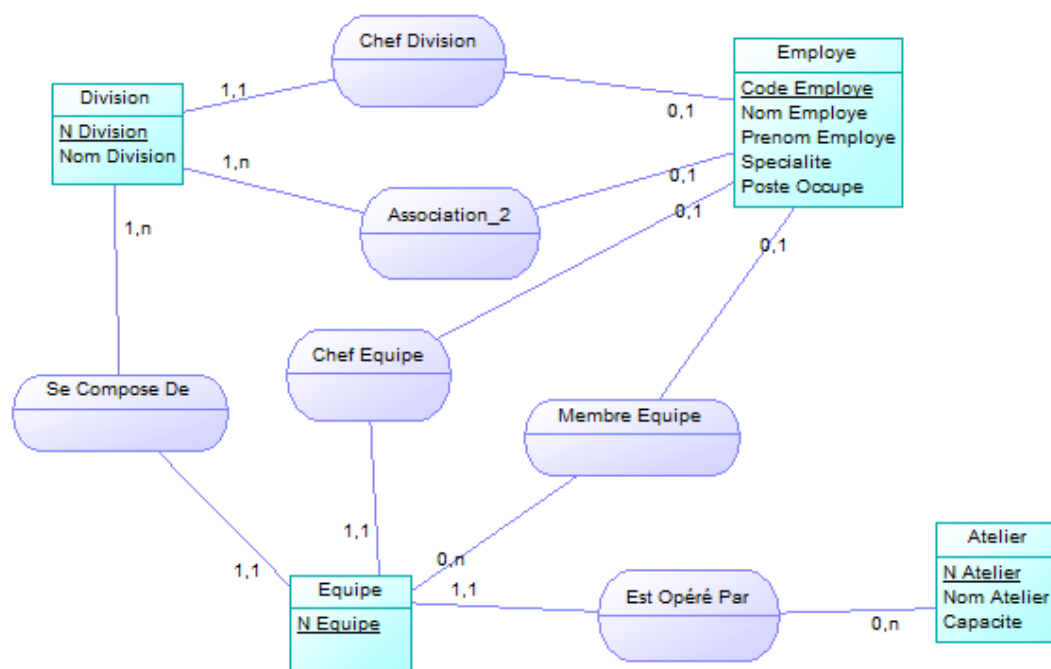 Chef Division
Employe
Code Employe
Nom Employe
Prenom Employe
Specialite
Poste Occupe
1,1
0,1
Division
N Division
Nom Division
1,n
0,1
Association_2
0,1
1,n
0,1
Chef Equipe
Se Compose De
Membre Equipe
1,1
0,n
1,1
1,1
Equipe
N Equipe
Est Opéré Par
0,n
Atelier
N Atelier
Nom Atelier
Capacite